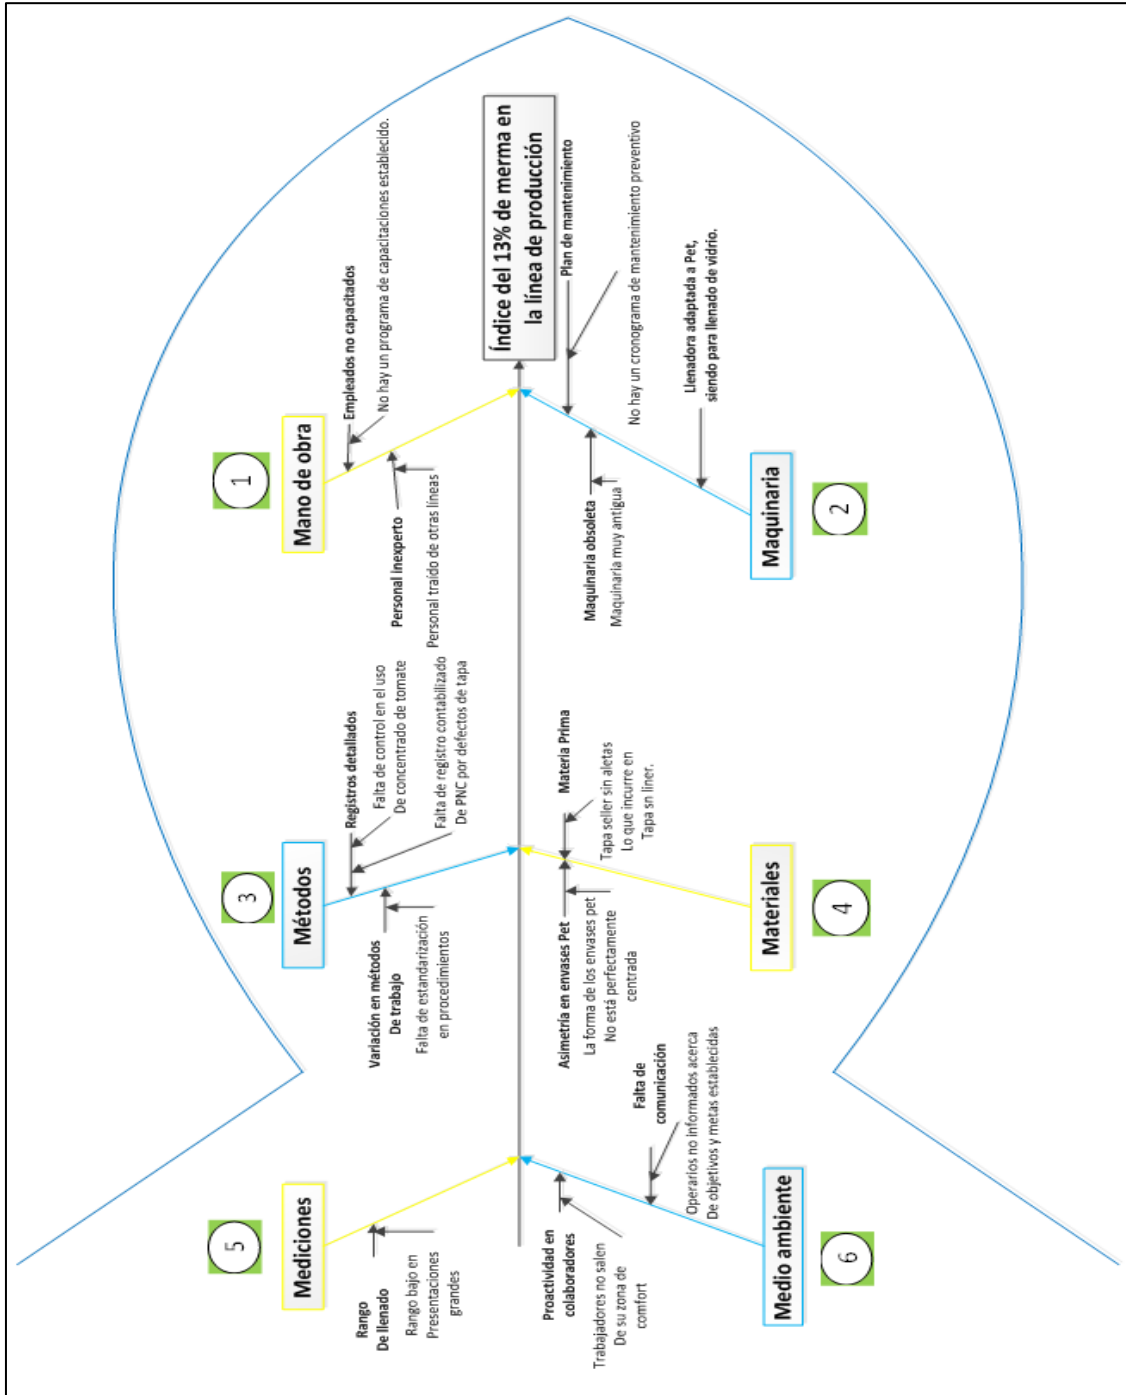 5
Mediciones
Rango
De llenado
Rango bajo en
Presentaciones
grandes
3
Métodos
Registros detallados
Falta de control en el uso
De concentrado de tomate
Falta de registro contabilizado
De PNC por defectos de tapa
Variación en métodos
De trabajo
Falta de estandarización
en procedimientos
1
Mano de obra
Empleados no capacitados
No hay un programa de capacitaciones establecido.
Personal inexperto
Personal traído de otras líneas
Índice del 13% de merma en
la línea de producción
Proactividad en
colaboradores
Trabajadores no salen
De su zona de
comfort
Falta de
comunicación
Operarios no informados acerca
De objetivos y metas establecidas
Medio ambiente
6
Asimetría en envases Pet
La forma de los envases pet
No está perfectamente
centrada
Materia Prima
Tapa seller sin aletas
Lo que incurre en
Tapa sn liner.
Materiales
4
Plan de mantenimiento
No hay un cronograma de mantenimiento preventivo
Maquinaria obsoleta
Maquinaria muy antigua
Llenadora adaptada a Pet,
siendo para llenado de vidrio.
Maquinaria
2